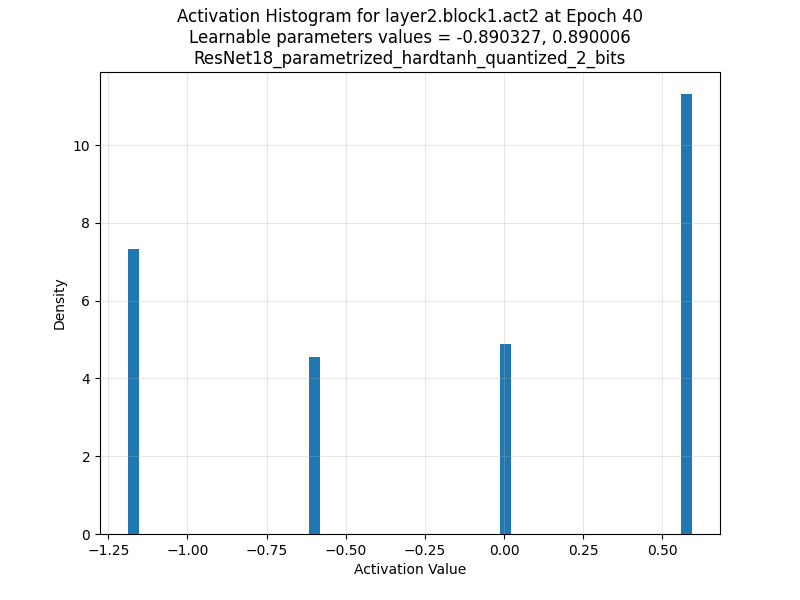 Activation Histogram for layer2.block1.act2 at Epoch 40
Learnable parameters values = -0.890327, 0.890006
ResNet18_parametrized_hardtanh_quantized_2_bits
10
8
6
4
2
0
Density
−1.25 −1.00 −0.75 −0.50 −0.25 0.00 0.25 0.50
Activation Value